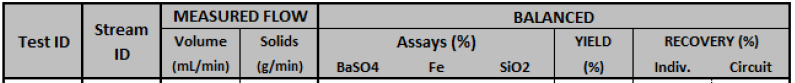 Test ID Stream ID MEASURED FLOW BALANCED
Volume (mL/min) Solids (g/min) Assays (%) YIELD (%) RECOVERY (%)
BaSO4 Fe SiO2 Indiv. Circuit